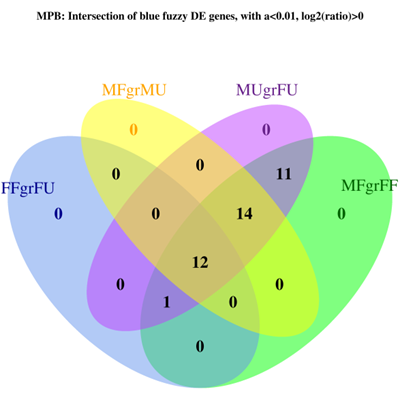 MPB: Intersection of blue fuzzy DE genes, with a<0.01, log2(ratio)>0
MFgrMU MUgrFU
0 0
0
0 11
FFgrFU MFgrFF
0 0 14 0
12
0 0
1 0
0